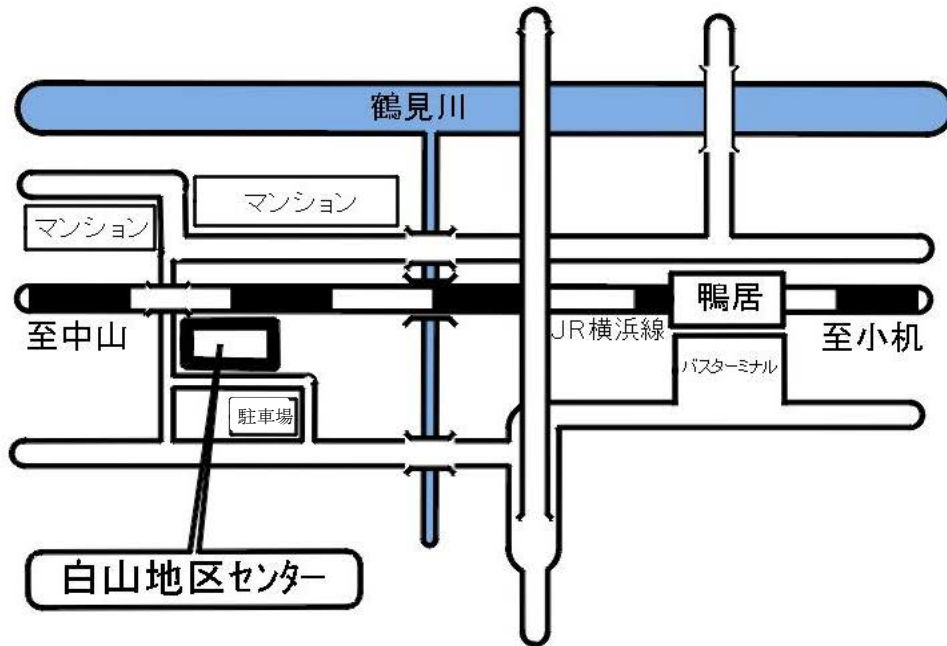 鶴見川
マンション
マンション
鴨居
至中山
JR横浜線
至小机
バスターミナル
駐車場
白山地区センター